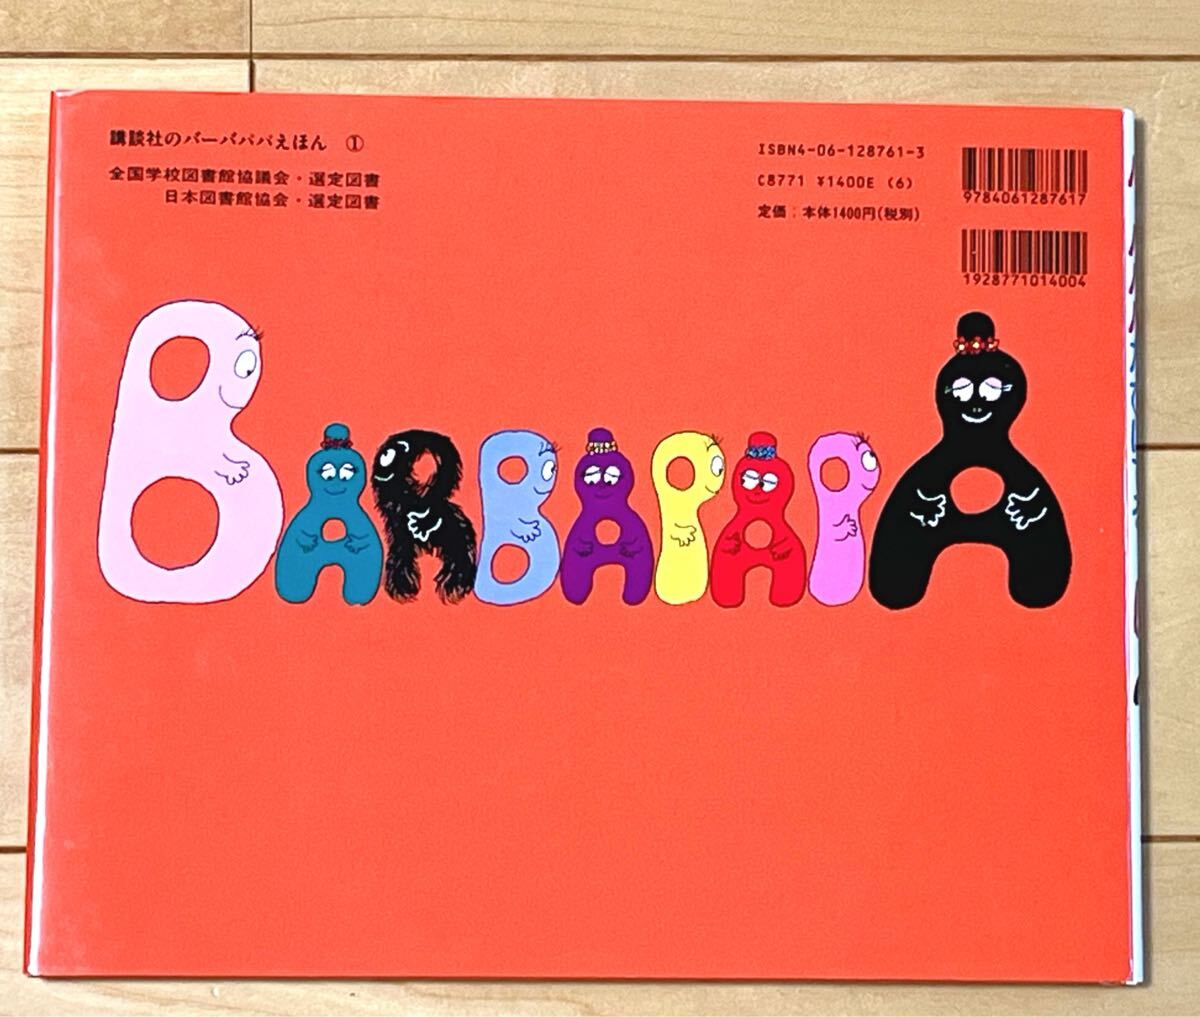 講談社のバーバパパえほん ①
全国学校図書館協議会・選定図書
日本図書館協会・選定図書
ISBN4-06-128761-3
C8771 ¥1400E (6)
定価：本体1400円(税別)
9784061287617
1928771014004
BARBAPAPA